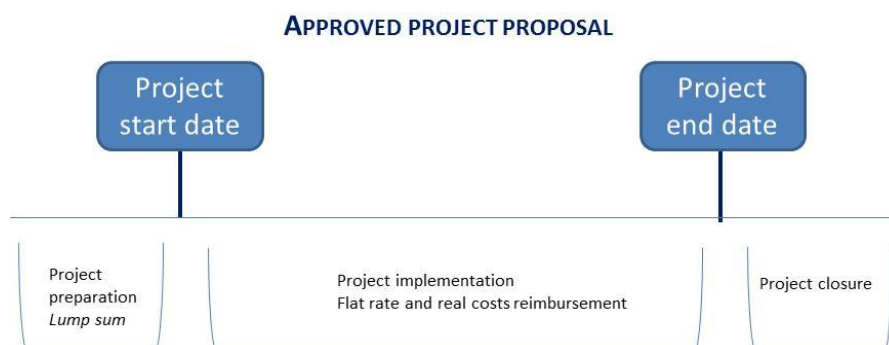 APPROVED PROJECT PROPOSAL
Project
start date
Project
end date
Project
preparation
Lump sum
Project implementation
Flat rate and real costs reimbursement
Project closure